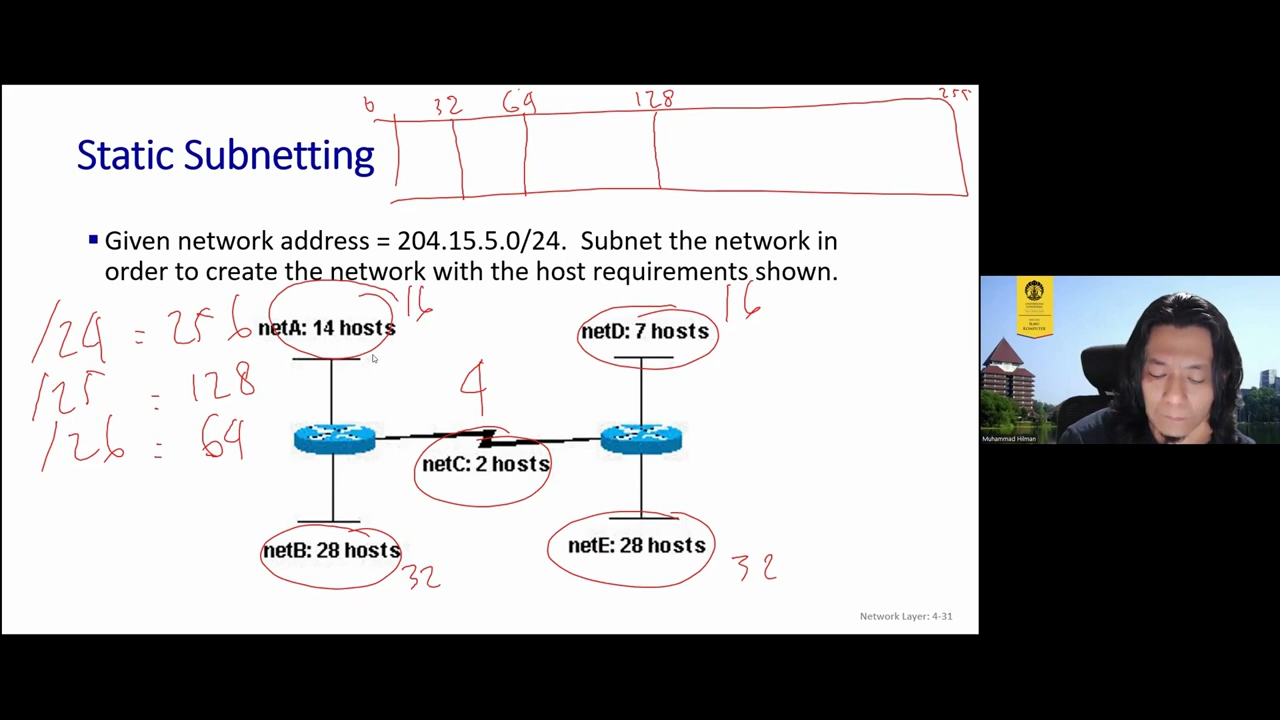 0 32 64 128 255
Static Subnetting
Given network address = 204.15.5.0/24. Subnet the network in
order to create the network with the host requirements shown.
/24 = 256
/25 = 128
/26 = 64
netA: 14 hosts 16
netD: 7 hosts 16
4
netC: 2 hosts
netB: 28 hosts 32
netE: 28 hosts 32
Network Layer: 4-31
ILMU
KOMPUTER
Muhammad Hilman